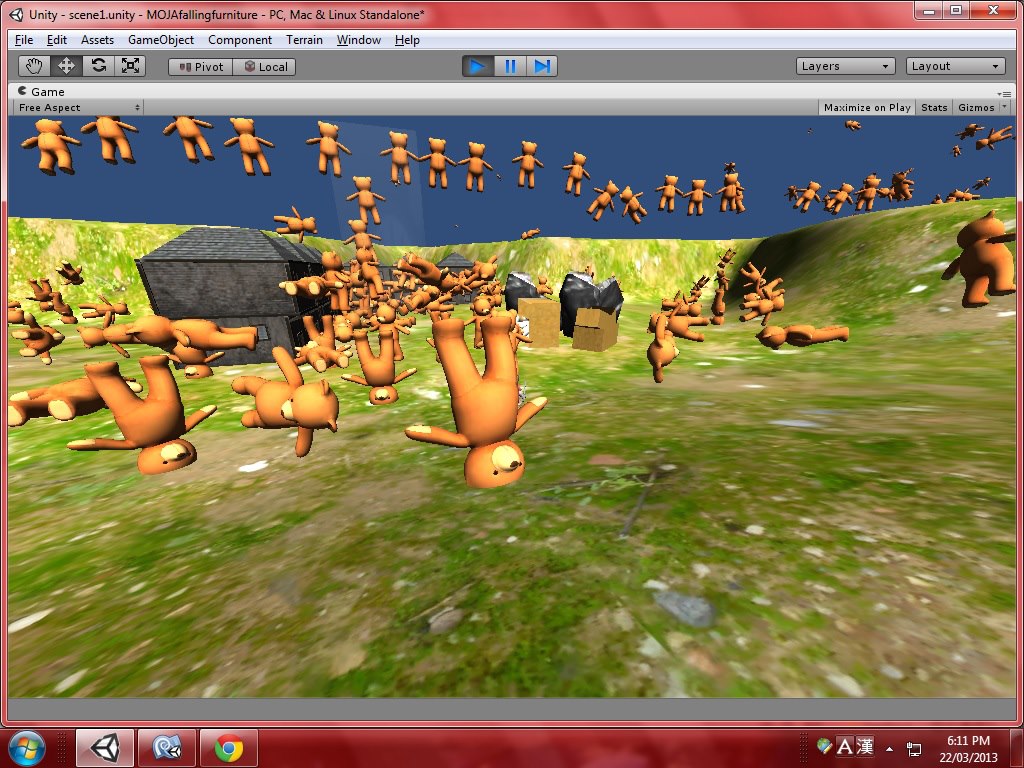 Unity - scene1.unity - MOJAfallingfurniture - PC, Mac & Linux Standalone*
File Edit Assets GameObject Component Terrain Window Help
Pivot Local Layers Layout
Game
Free Aspect Maximize on Play Stats Gizmos
A 漢 6:11 PM
22/03/2013